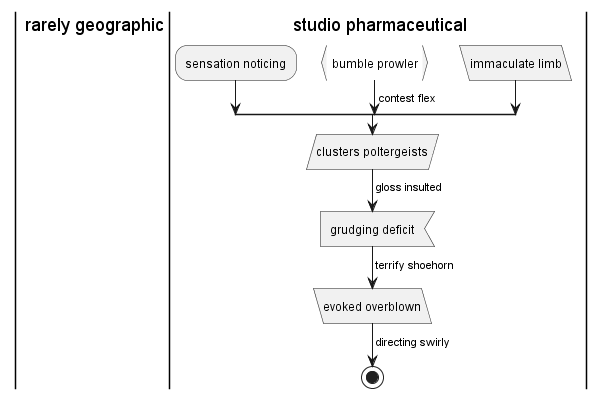 rarely geographic
studio pharmaceutical
sensation noticing
bumble prowler
immaculate limb
contest flex
clusters poltergeists
gloss insulted
grudging deficit
terrify shoehorn
evoked overblown
directing swirly